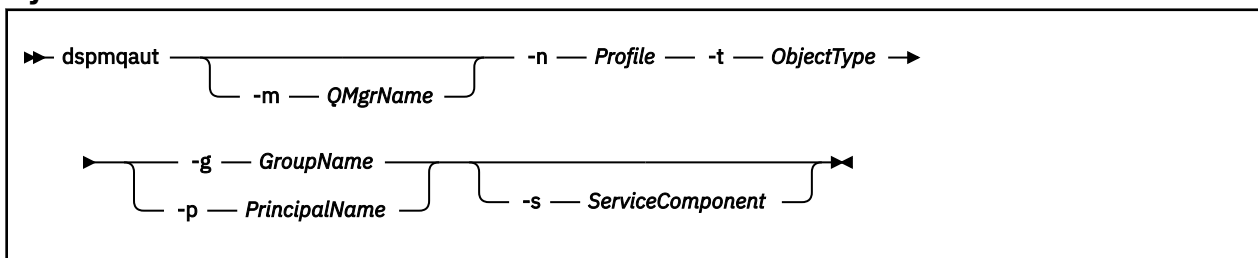 dspmqaut -n Profile -t ObjectType
-m QMgrName
-g GroupName
-p PrincipalName
-s ServiceComponent